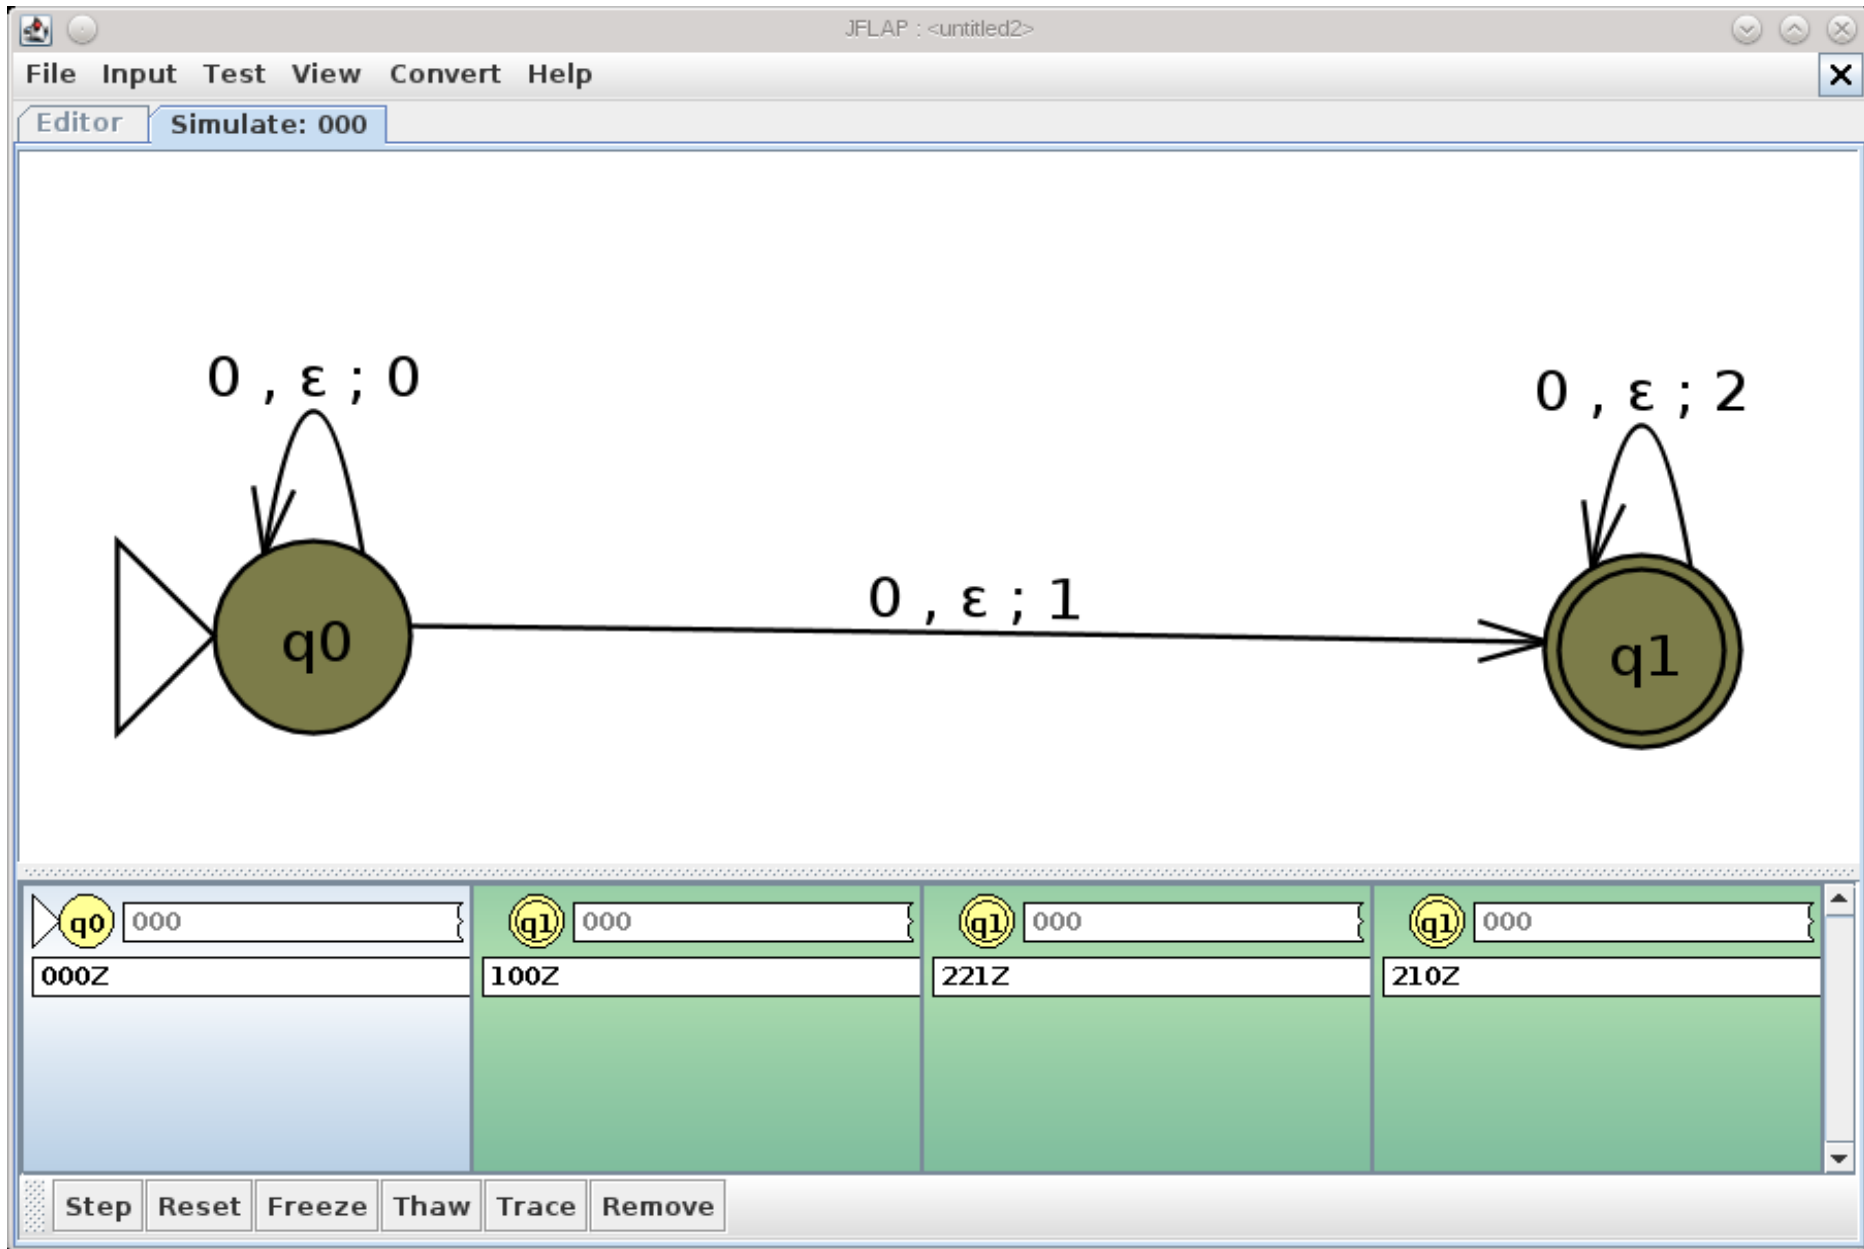 JFLAP : <untitled2>
File Input Test View Convert Help
Editor Simulate: 000
0 , ε ; 0
0 , ε ; 2
0 , ε ; 1
q0
q1
q0 000
000Z
q1 000
100Z
q1 000
221Z
q1 000
210Z
Step Reset Freeze Thaw Trace Remove